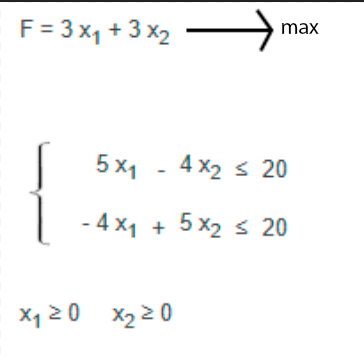 F = 3 x₁ + 3 x₂ ⟶ max
5 x₁ - 4 x₂ ≤ 20
- 4 x₁ + 5 x₂ ≤ 20
x₁ ≥ 0 x₂ ≥ 0